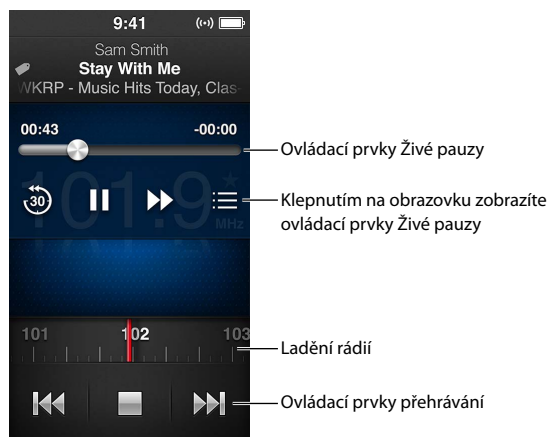 9:41
Sam Smith
Stay With Me
WKRP - Music Hits Today, Clas-
00:43 -00:00
Ovládací prvky Živé pauzy
30
101.9
MHz
Klepnutím na obrazovku zobrazíte
ovládací prvky Živé pauzy
101 102 103
Ladění rádií
Ovládací prvky přehrávání